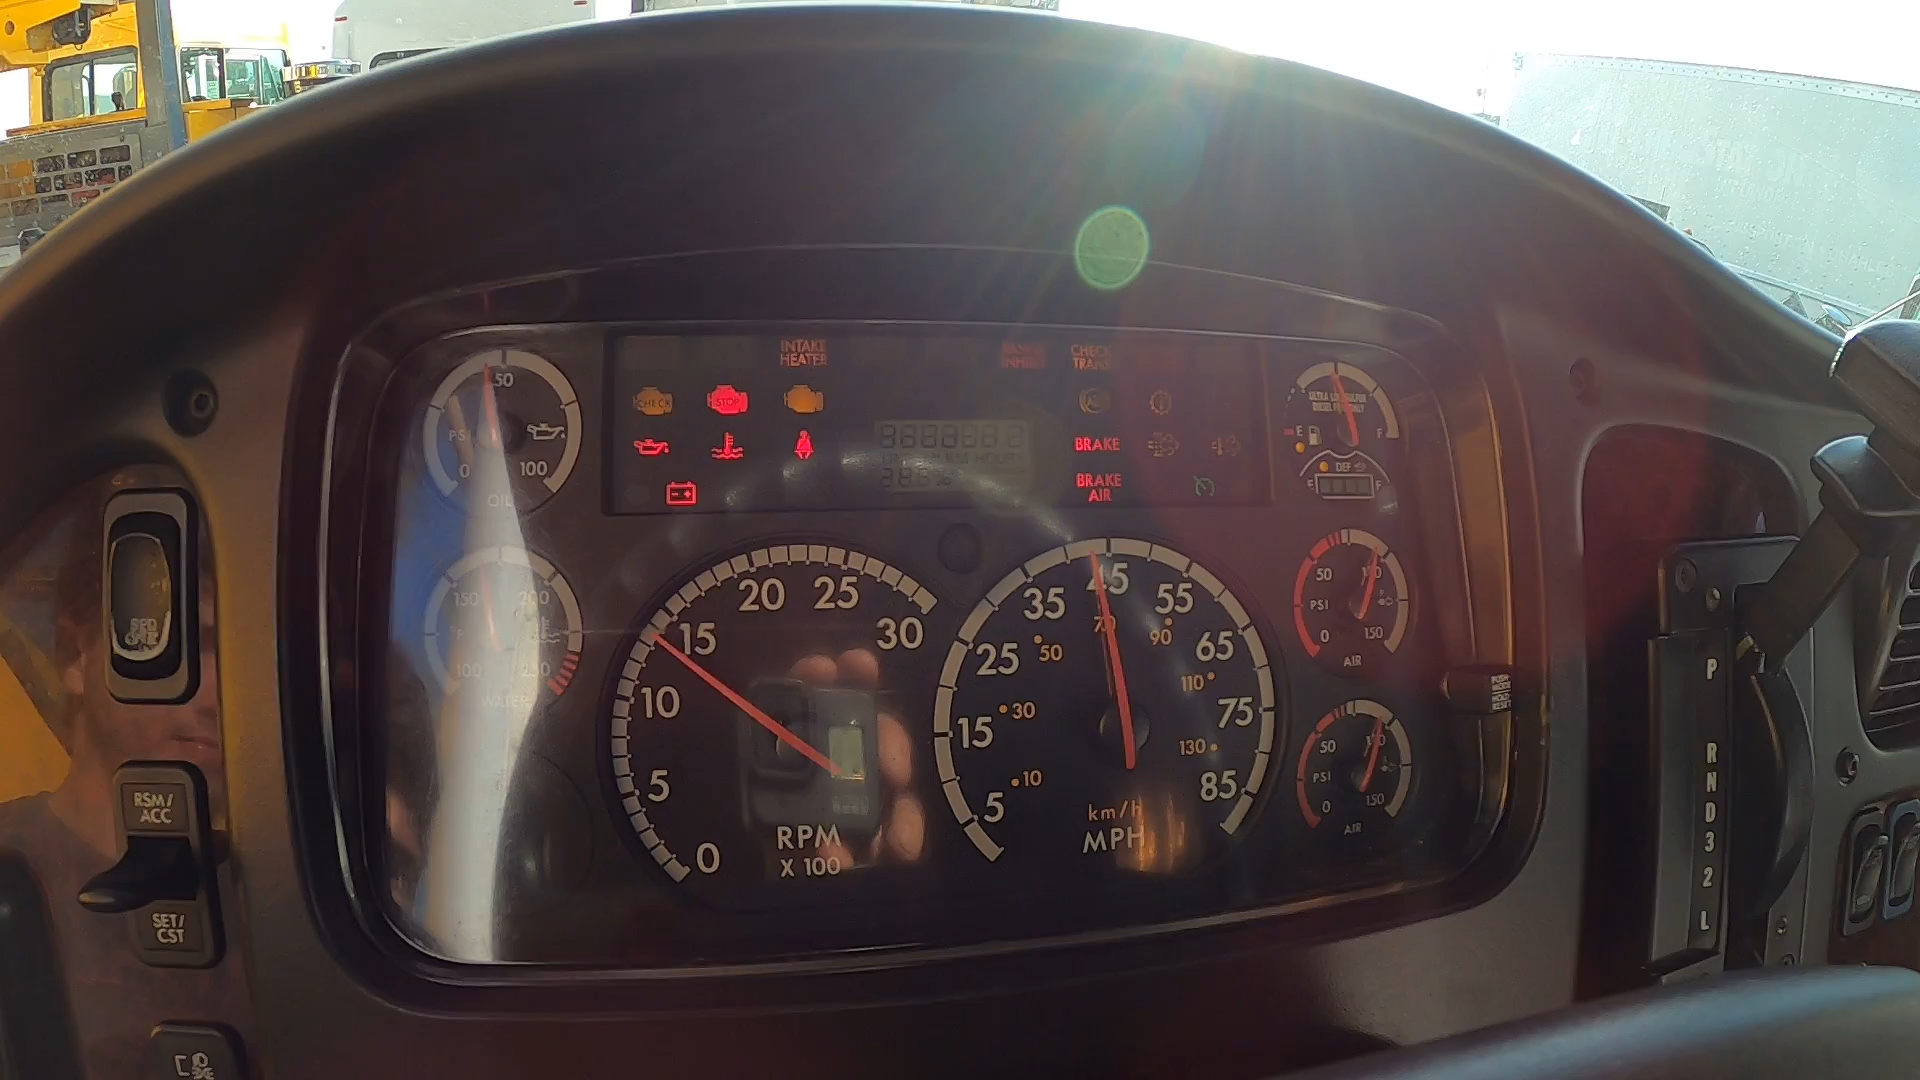 INTAKE
HEATER
CHECK
TRANS
CHECK
STOP
ABS
BRAKE
BRAKE
AIR
50
PSI
0
100
OIL
150
200
100
250
WATER
0
5
10
15
20
25
30
RPM
X 100
5
15
25
35
45
55
65
75
85
10
30
50
70
90
110
130
km/h
MPH
E
F
DEF
E
F
50
PSI
0
150
AIR
50
PSI
0
150
AIR
RSM/
ACC
SET/
CST
P
R
N
D
3
2
L